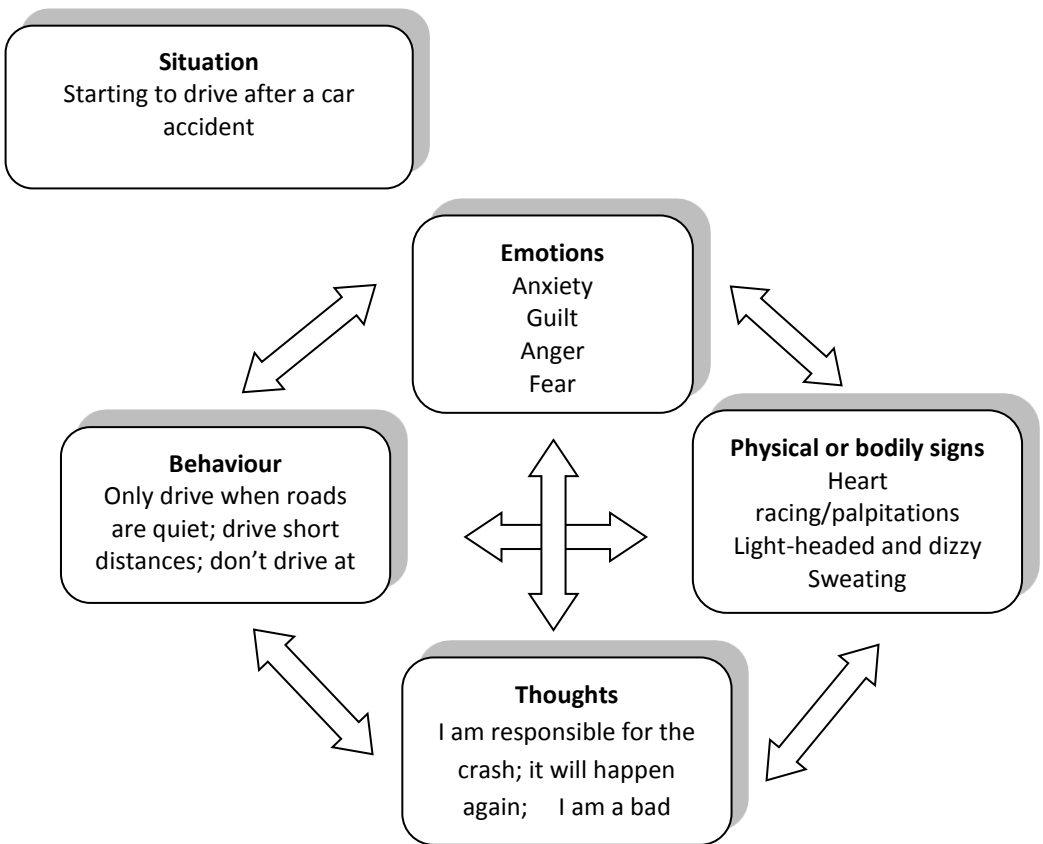 Situation
Starting to drive after a car
accident
Emotions
Anxiety
Guilt
Anger
Fear
Behaviour
Only drive when roads
are quiet; drive short
distances; don’t drive at
Physical or bodily signs
Heart
racing/palpitations
Light-headed and dizzy
Sweating
Thoughts
I am responsible for the
crash; it will happen
again; I am a bad